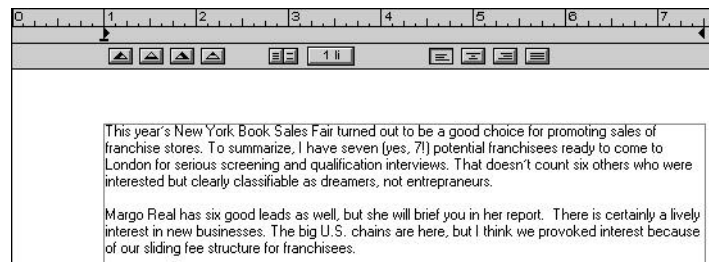 0 1 2 3 4 5 6 7
1 li
This year's New York Book Sales Fair turned out to be a good choice for promoting sales of
franchise stores. To summarize, I have seven (yes, 7!) potential franchisees ready to come to
London for serious screening and qualification interviews. That doesn't count six others who were
interested but clearly classifiable as dreamers, not entrepraneurs.
Margo Real has six good leads as well, but she will brief you in her report.  There is certainly a lively
interest in new businesses. The big U.S. chains are here, but I think we provoked interest because
of our sliding fee structure for franchisees.